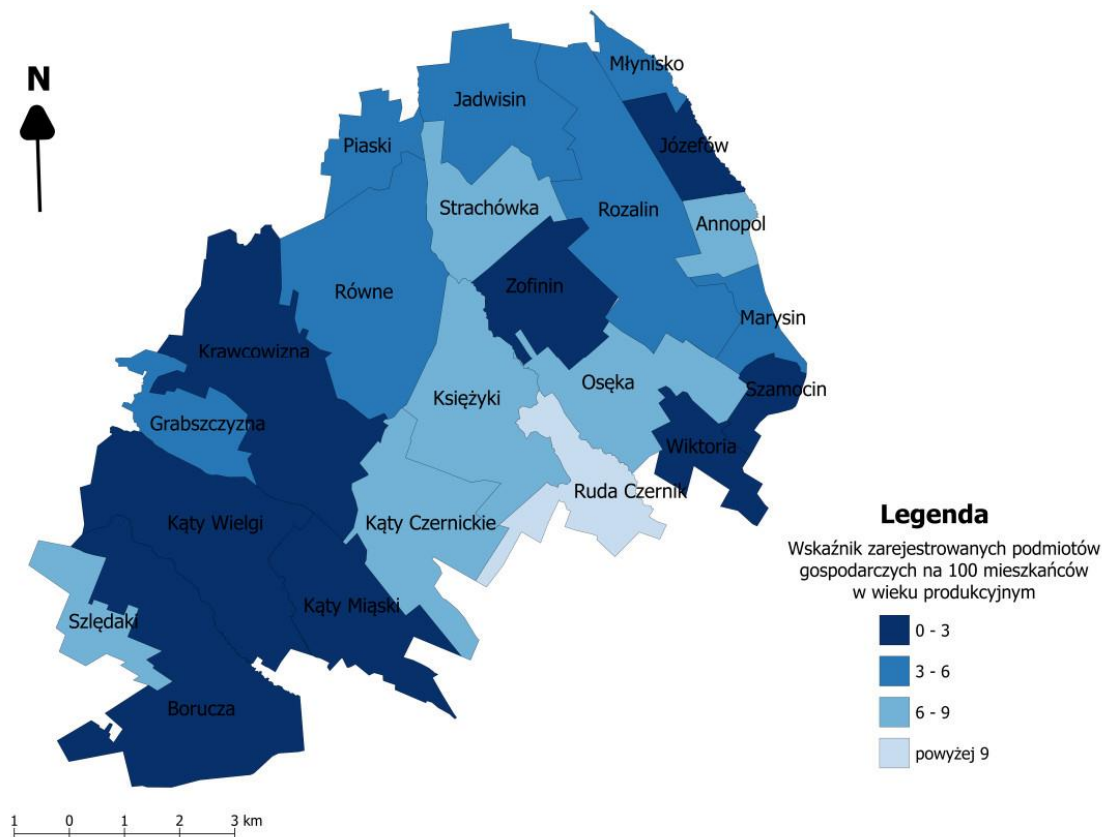 N
Młynisko
Jadwisin
Piaski
Józefów
Strachówka
Rozalin
Annopol
Równe
Zofinin
Marysin
Krawcowizna
Osęka
Szamocin
Księżyki
Grabszczyzna
Wiktoria
Ruda Czernik
Kąty Wielgi
Kąty Czernickie
Kąty Miąski
Szlędaki
Borucza
Legenda
Wskaźnik zarejestrowanych podmiotów
gospodarczych na 100 mieszkańców
w wieku produkcyjnym
0 - 3
3 - 6
6 - 9
powyżej 9
1 0 1 2 3 km